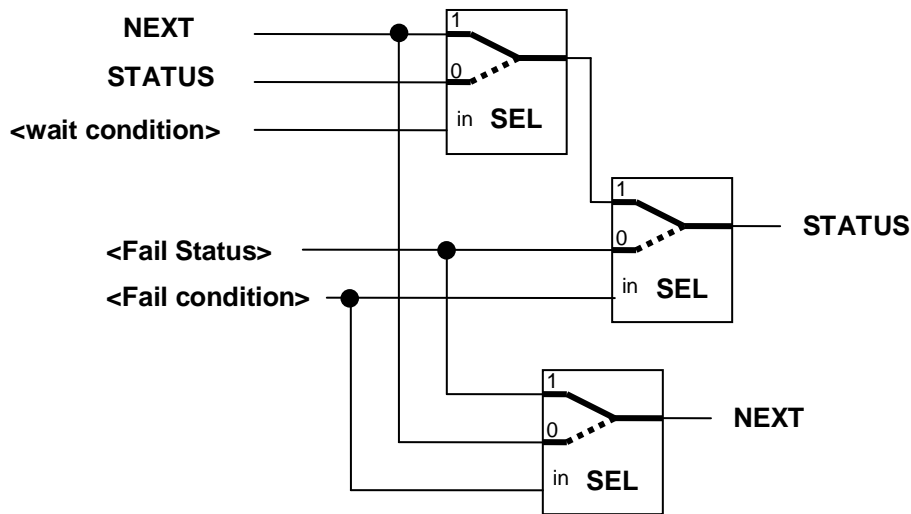 NEXT
1
STATUS
0
<wait condition>
in SEL
1
STATUS
<Fail Status>
0
<Fail condition>
in SEL
1
NEXT
0
in SEL